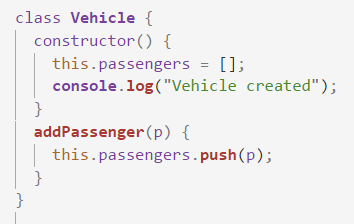 class Vehicle {
  constructor() {
    this.passengers = [];
    console.log("Vehicle created");
  }
  addPassenger(p) {
    this.passengers.push(p);
  }
}